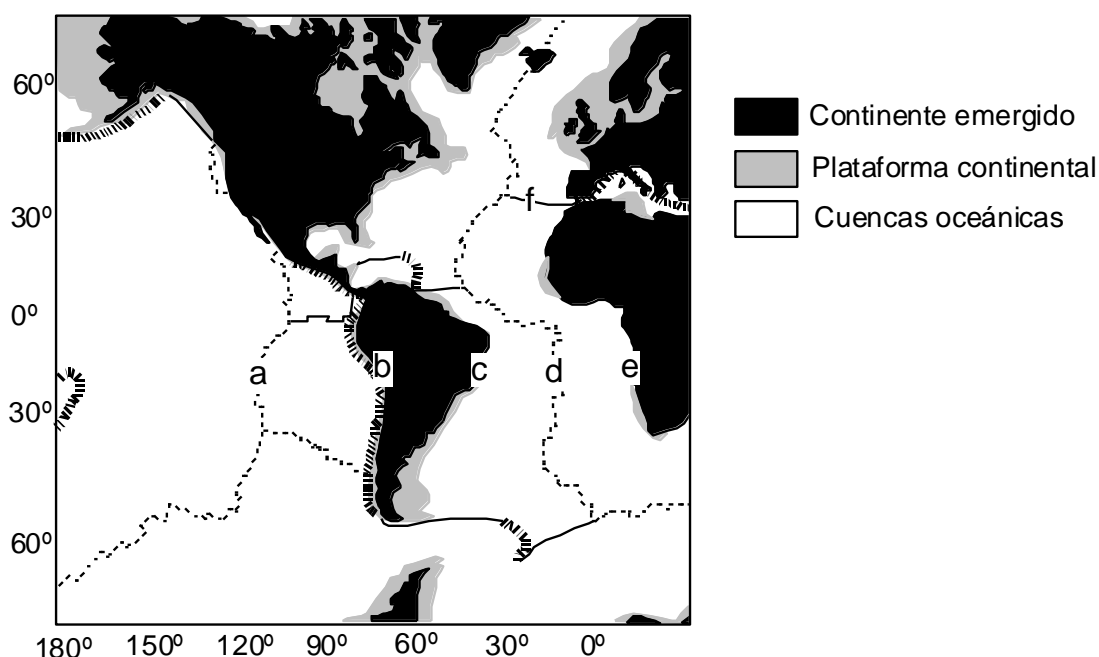 60º
30º
0º
30º
60º
180º 150º 120º 90º 60º 30º 0º
a b c d e
f
Continente emergido
Plataforma continental
Cuencas oceánicas